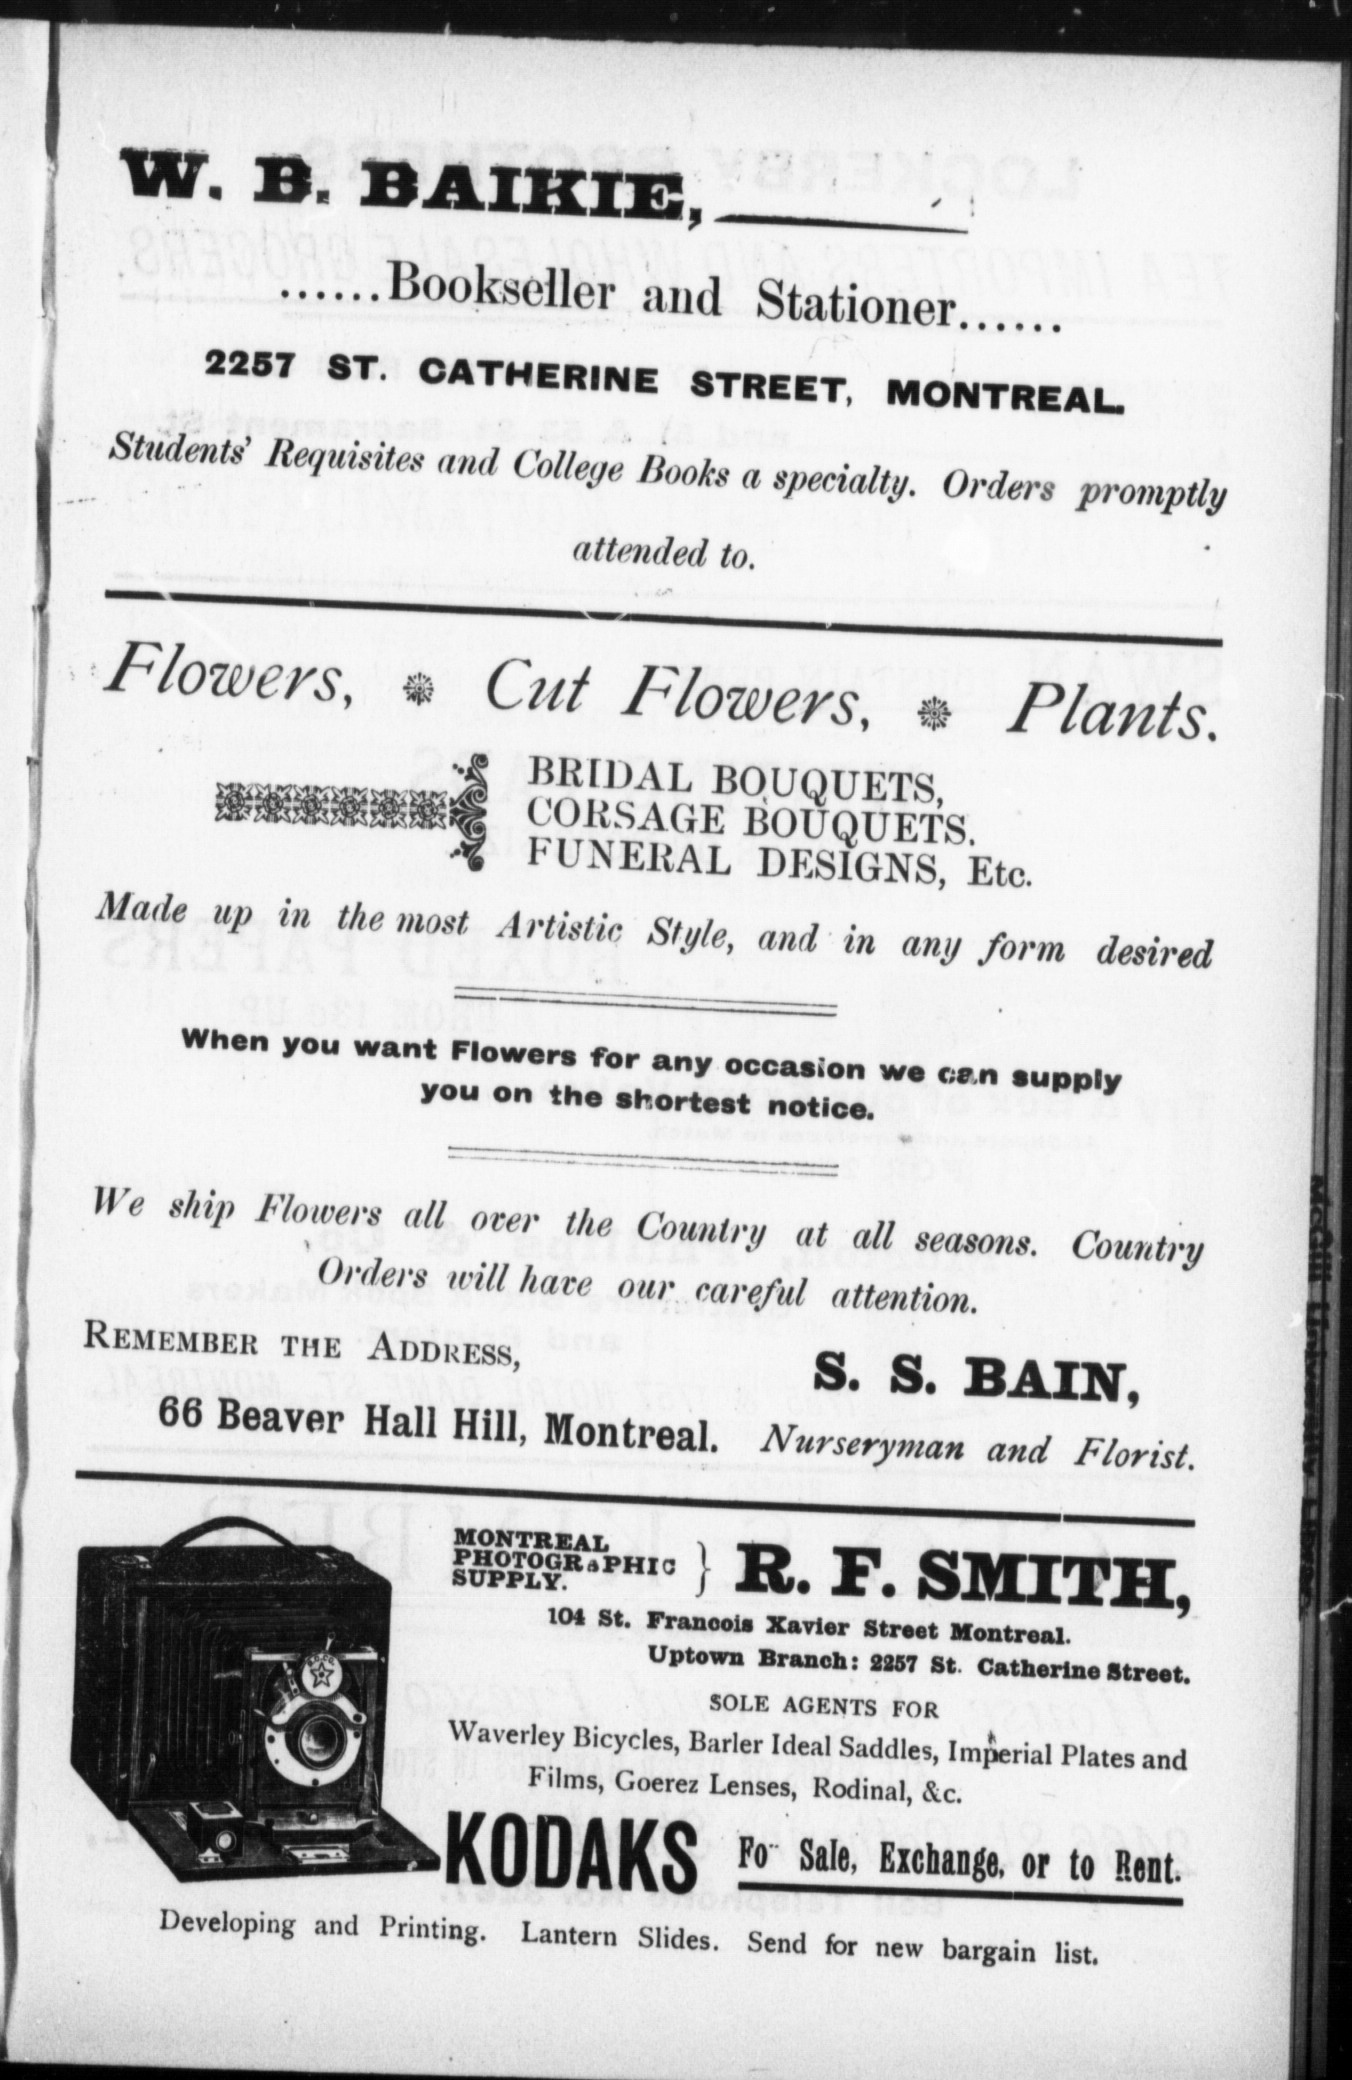 W. B. BAIKIE,
......Bookseller and Stationer......
2257 ST. CATHERINE STREET, MONTREAL.
Students' Requisites and College Books a specialty. Orders promptly
attended to.
Flowers, Cut Flowers, Plants.
BRIDAL BOUQUETS,
CORSAGE BOUQUETS.
FUNERAL DESIGNS, Etc.
Made up in the most Artistic Style, and in any form desired
When you want Flowers for any occasion we can supply
you on the shortest notice.
We ship Flowers all over the Country at all seasons. Country
Orders will have our careful attention.
REMEMBER THE ADDRESS,
S. S. BAIN,
66 Beaver Hall Hill, Montreal. Nurseryman and Florist.
MONTREAL
PHOTOGRAPHIC
SUPPLY.
} R. F. SMITH,
104 St. Francois Xavier Street Montreal.
Uptown Branch: 2257 St. Catherine Street.
SOLE AGENTS FOR
Waverley Bicycles, Barler Ideal Saddles, Imperial Plates and
Films, Goerez Lenses, Rodinal, &c.
KODAKS Fo Sale, Exchange, or to Rent.
Developing and Printing. Lantern Slides. Send for new bargain list.